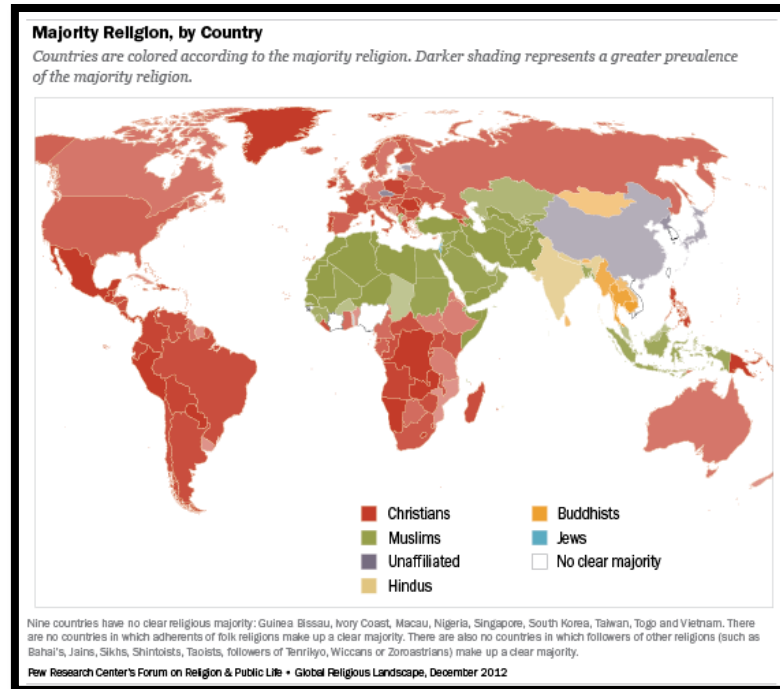 Majority Religion, by Country
Countries are colored according to the majority religion. Darker shading represents a greater prevalence
of the majority religion.
Christians
Muslims
Unaffiliated
Hindus
Buddhists
Jews
No clear majority
Nine countries have no clear religious majority: Guinea Bissau, Ivory Coast, Macau, Nigeria, Singapore, South Korea, Taiwan, Togo and Vietnam. There
are no countries in which adherents of folk religions make up a clear majority. There are also no countries in which followers of other religions (such as
Bahai's, Jains, Sikhs, Shintoists, Taoists, followers of Tenrikyo, Wiccans or Zoroastrians) make up a clear majority.
Pew Research Center's Forum on Religion & Public Life • Global Religious Landscape, December 2012